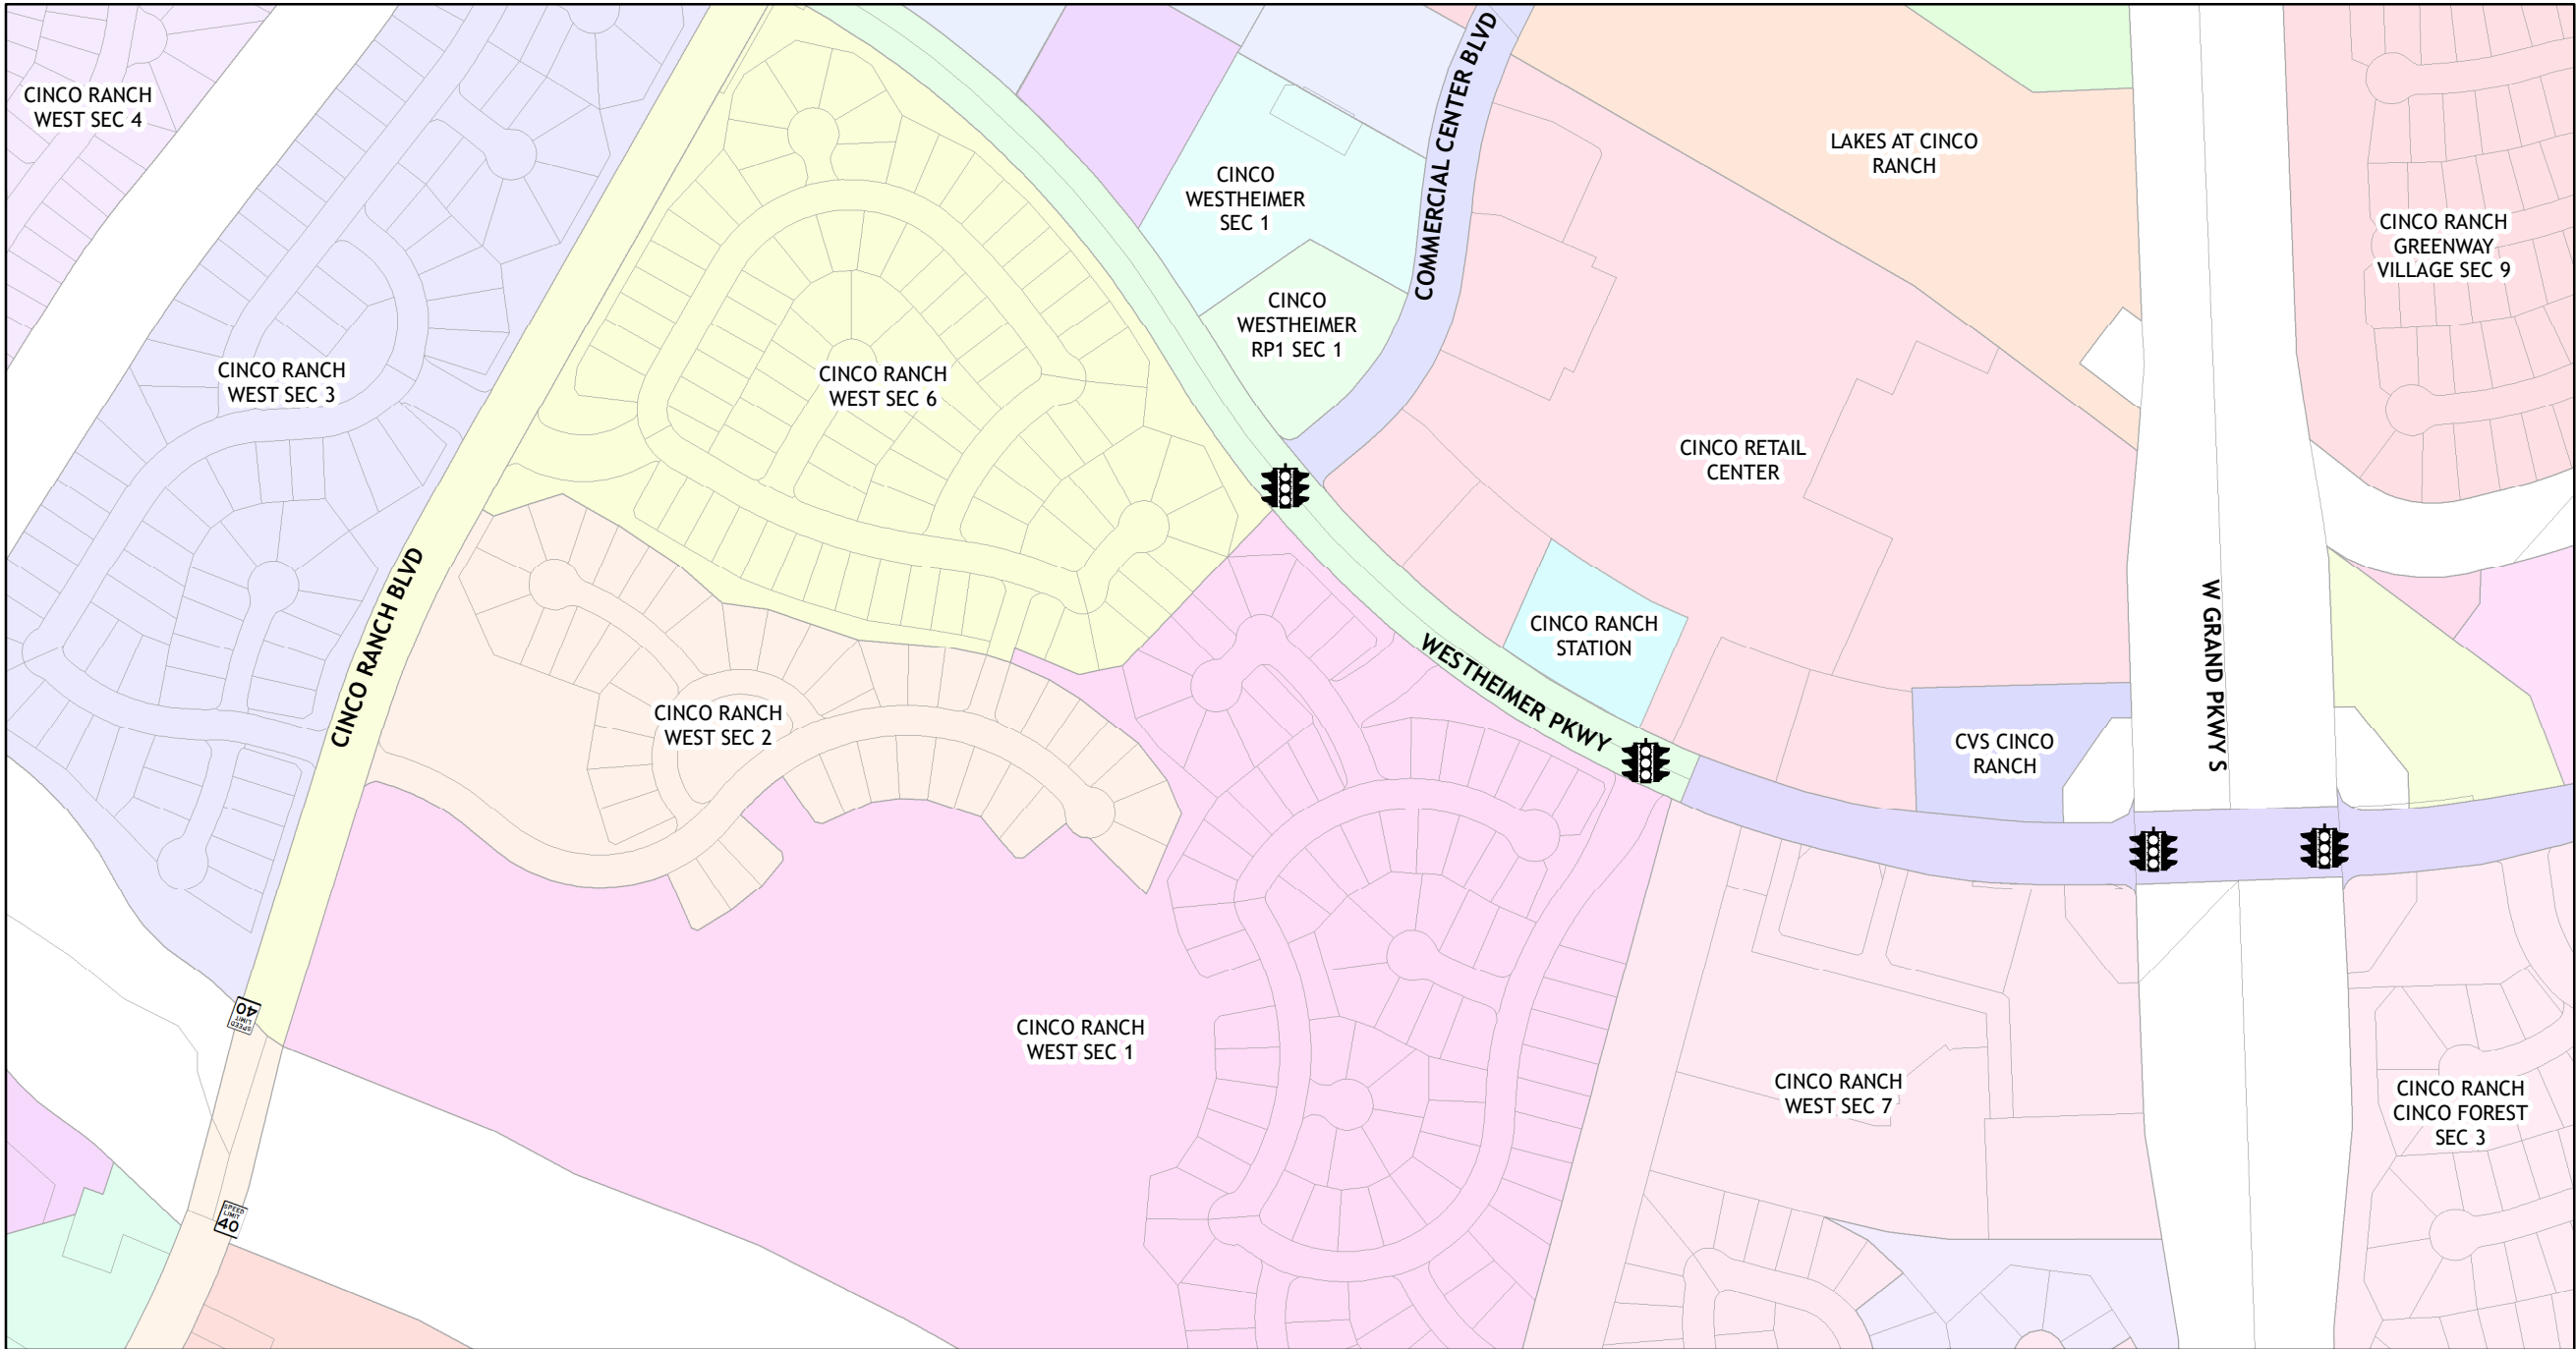 CINCO RANCH
WEST SEC 4
COMMERCIAL CENTER BLVD
LAKES AT CINCO
RANCH
CINCO
WESTHEIMER
SEC 1
CINCO RANCH
GREENWAY
VILLAGE SEC 9
CINCO
WESTHEIMER
RP1 SEC 1
CINCO RANCH
WEST SEC 3
CINCO RANCH
WEST SEC 6
CINCO RETAIL
CENTER
CINCO RANCH BLVD
CINCO RANCH
STATION
WESTHEIMER PKWY
W GRAND PKWY S
CINCO RANCH
WEST SEC 2
CVS CINCO
RANCH
SPEED
LIMIT
40
CINCO RANCH
WEST SEC 1
CINCO RANCH
WEST SEC 7
CINCO RANCH
CINCO FOREST
SEC 3
SPEED
LIMIT
40